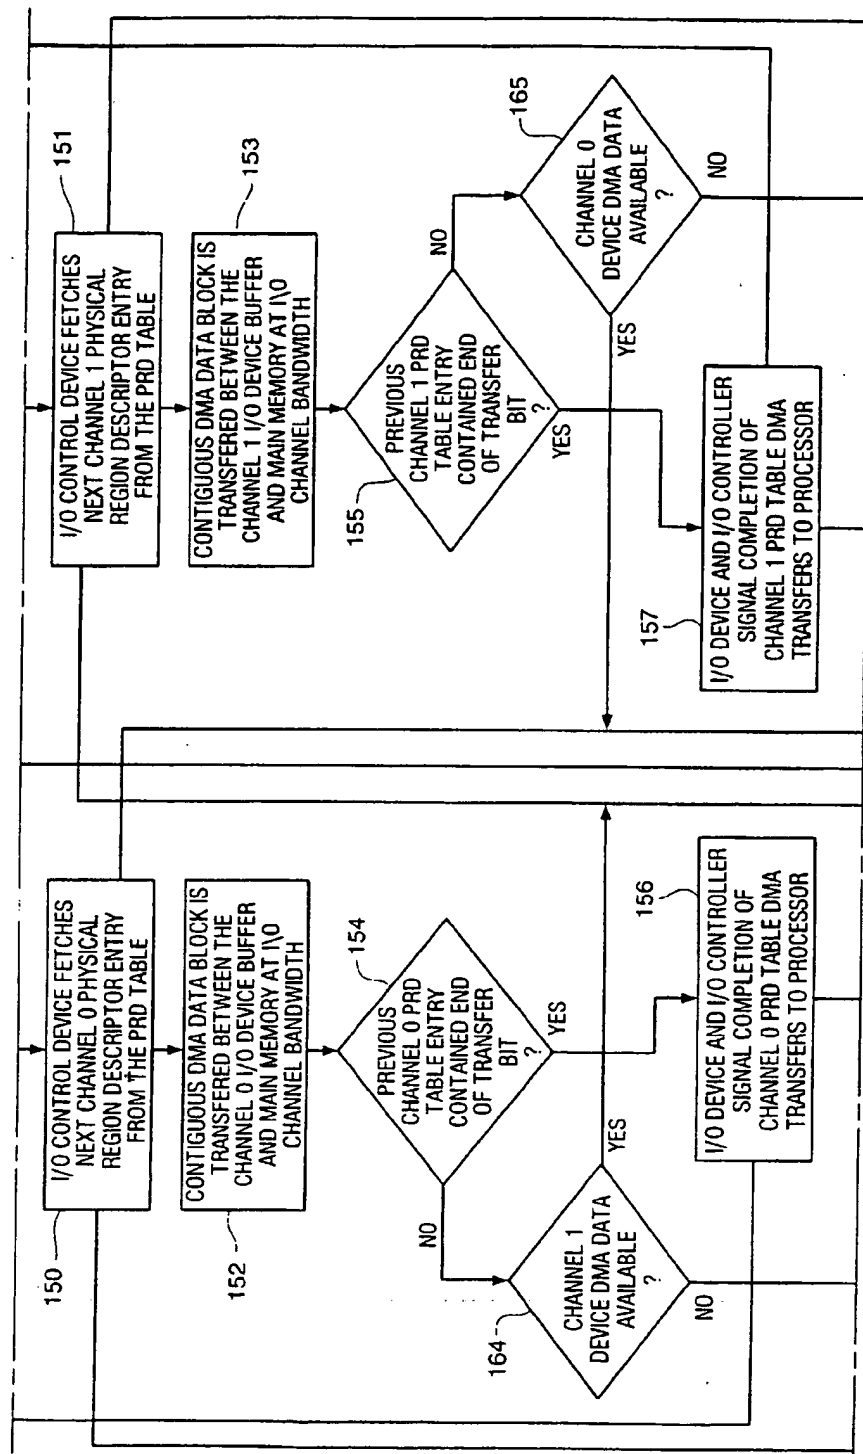 150
I/O CONTROL DEVICE FETCHES
NEXT CHANNEL 0 PHYSICAL
REGION DESCRIPTOR ENTRY
FROM THE PRD TABLE
152
CONTIGUOUS DMA DATA BLOCK IS
TRANSFERED BETWEEN THE
CHANNEL 0 I/O DEVICE BUFFER
AND MAIN MEMORY AT I\O
CHANNEL BANDWIDTH
154
PREVIOUS
CHANNEL 0 PRD
TABLE ENTRY
CONTAINED END
OF TRANSFER
BIT
?
NO
YES
164
CHANNEL 1
DEVICE DMA DATA
AVAILABLE
?
YES
NO
156
I/O DEVICE AND I/O CONTROLLER
SIGNAL COMPLETION OF
CHANNEL 0 PRD TABLE DMA
TRANSFERS TO PROCESSOR
151
I/O CONTROL DEVICE FETCHES
NEXT CHANNEL 1 PHYSICAL
REGION DESCRIPTOR ENTRY
FROM THE PRD TABLE
153
CONTIGUOUS DMA DATA BLOCK IS
TRANSFERED BETWEEN THE
CHANNEL 1 I/O DEVICE BUFFER
AND MAIN MEMORY AT I\O
CHANNEL BANDWIDTH
155
PREVIOUS
CHANNEL 1 PRD
TABLE ENTRY
CONTAINED END
OF TRANSFER
BIT
?
NO
YES
165
CHANNEL 0
DEVICE DMA DATA
AVAILABLE
?
YES
NO
157
I/O DEVICE AND I/O CONTROLLER
SIGNAL COMPLETION OF
CHANNEL 1 PRD TABLE DMA
TRANSFERS TO PROCESSOR